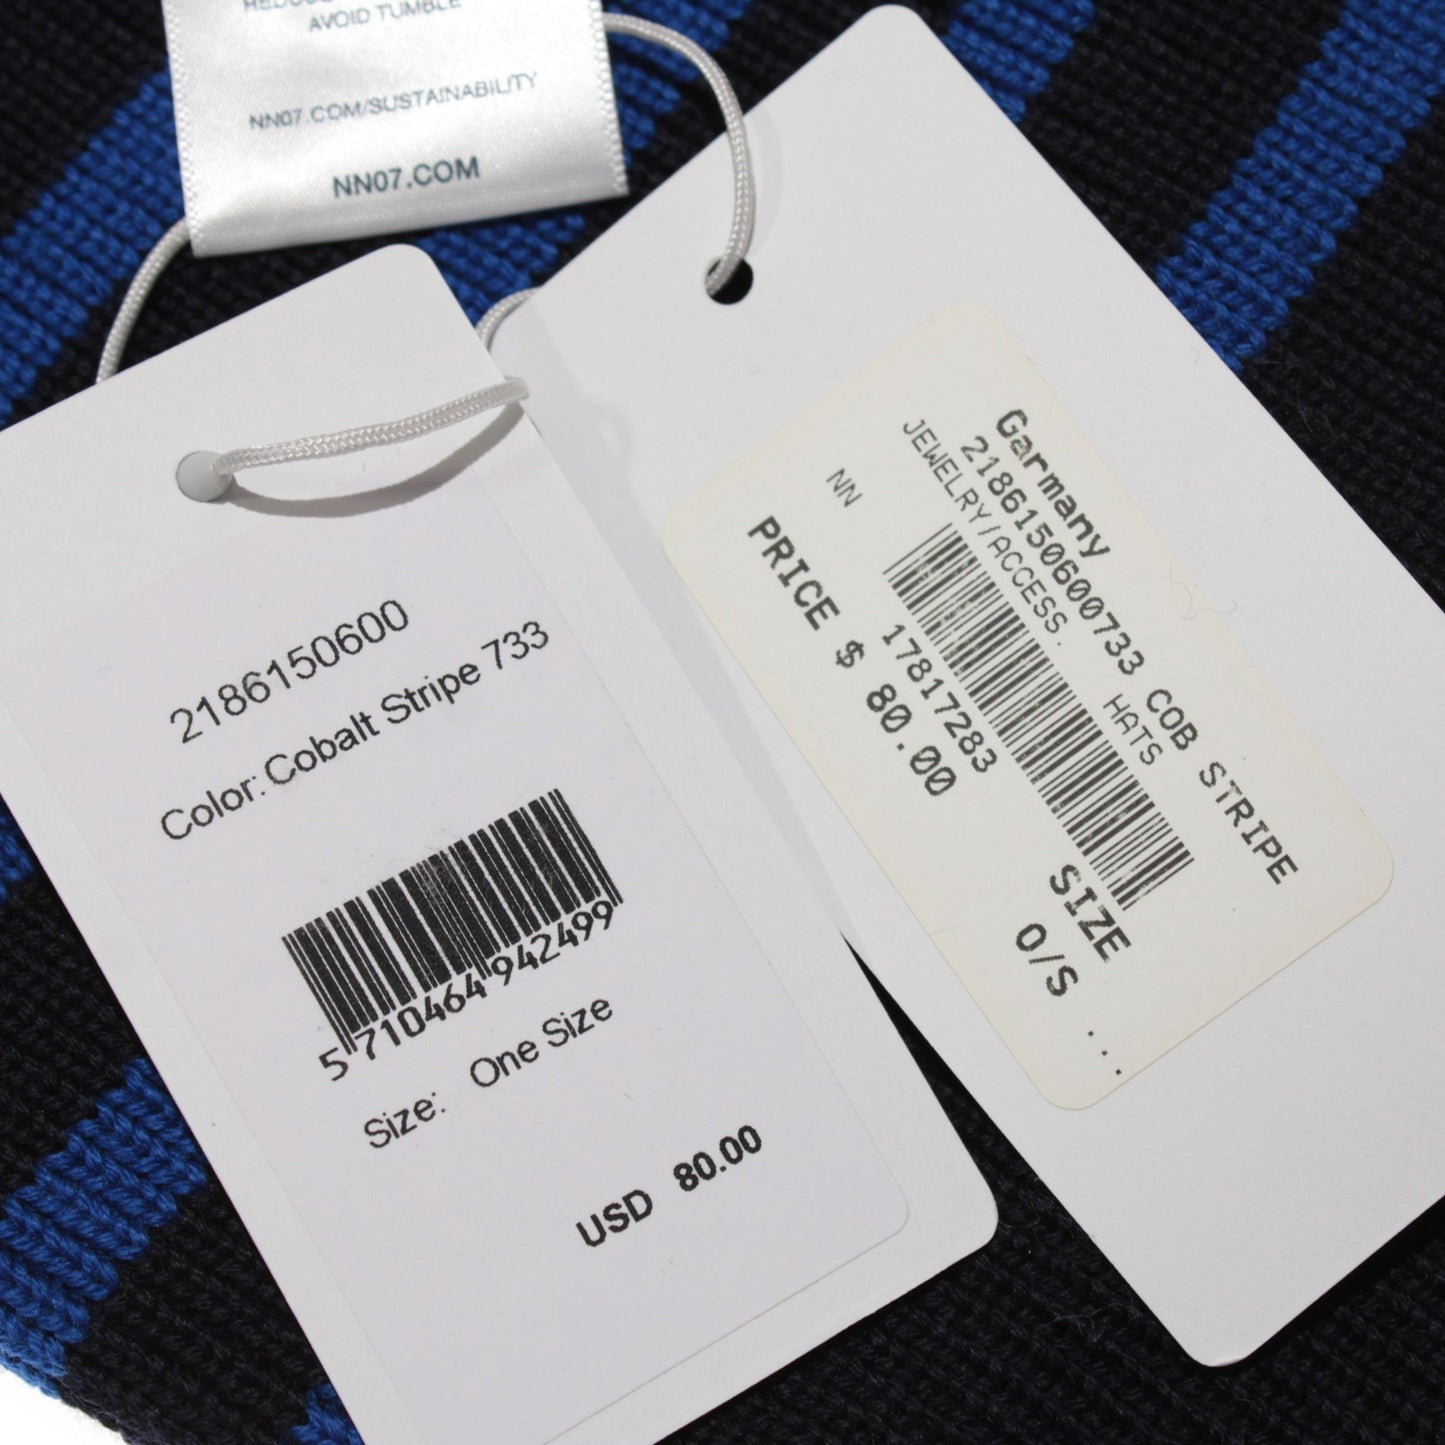 AVOID TUMBLE
NN07.COM/SUSTAINABILITY
NN07.COM
2186150600
Color: Cobalt Stripe 733
5 710464 942499
Size: One Size
USD 80.00
Garmany
2186150600733 COB STRIPE
JEWELRY/ACCESS. HATS
NN
17817283
PRICE $ 80.00
SIZE
O/S
...